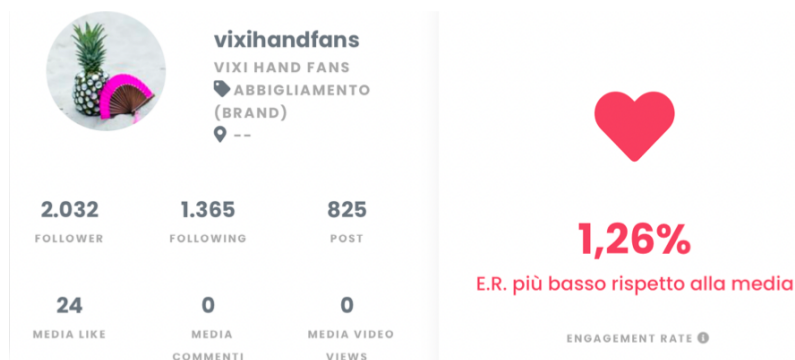 vixihandfans
VIXI HAND FANS
ABBIGLIAMENTO
(BRAND)
--
2.032
1.365
825
FOLLOWER
FOLLOWING
POST
24
0
0
MEDIA LIKE
MEDIA
COMMENTI
MEDIA VIDEO
VIEWS
1,26%
E.R. più basso rispetto alla media
ENGAGEMENT RATE